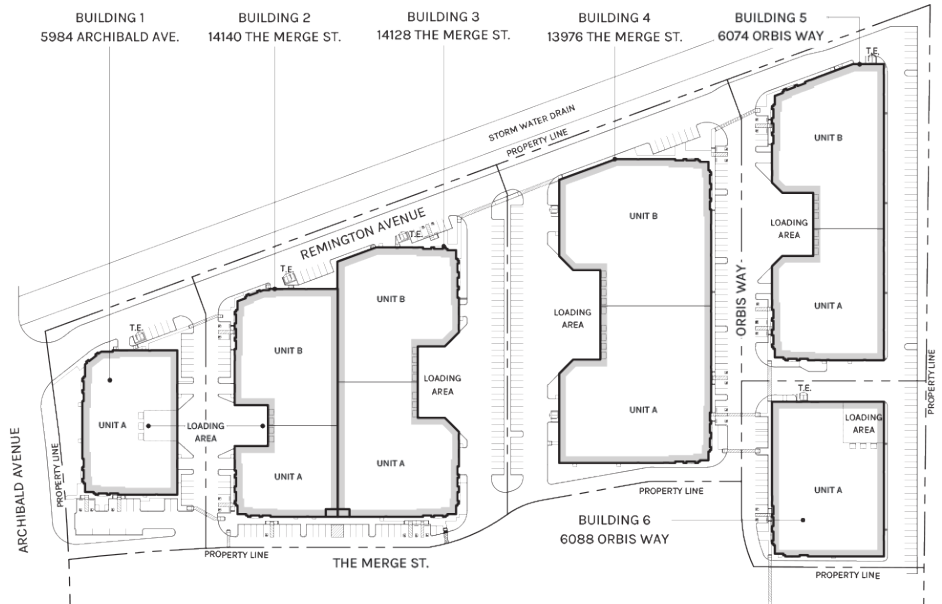 BUILDING 1
5984 ARCHIBALD AVE.
BUILDING 2
14140 THE MERGE ST.
BUILDING 3
14128 THE MERGE ST.
BUILDING 4
13976 THE MERGE ST.
BUILDING 5
6074 ORBIS WAY
T.E.
STORM WATER DRAIN
PROPERTY LINE
UNIT B
UNIT B
LOADING
AREA
REMINGTON AVENUE
T.E.
T.E.
UNIT B
LOADING
AREA
ORBIS WAY
UNIT A
T.E.
UNIT B
LOADING
AREA
PROPERTY LINE
T.E.
UNIT A
LOADING
AREA
UNIT A
UNIT A
UNIT A
UNIT A
LOADING
AREA
ARCHIBALD AVENUE
PROPERTY LINE
PROPERTY LINE
BUILDING 6
6088 ORBIS WAY
PROPERTY LINE
THE MERGE ST.
PROPERTY LINE